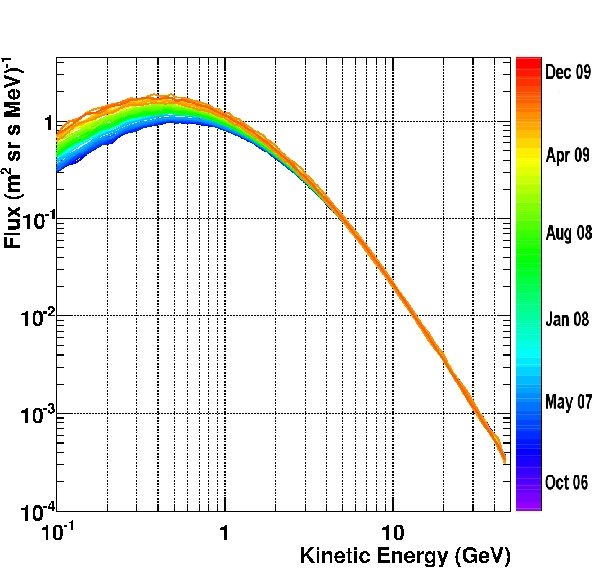 Flux (m² sr s MeV)⁻¹
1
10⁻¹
10⁻²
10⁻³
10⁻⁴
10⁻¹
1
10
Kinetic Energy (GeV)
Dec 09
Apr 09
Aug 08
Jan 08
May 07
Oct 06